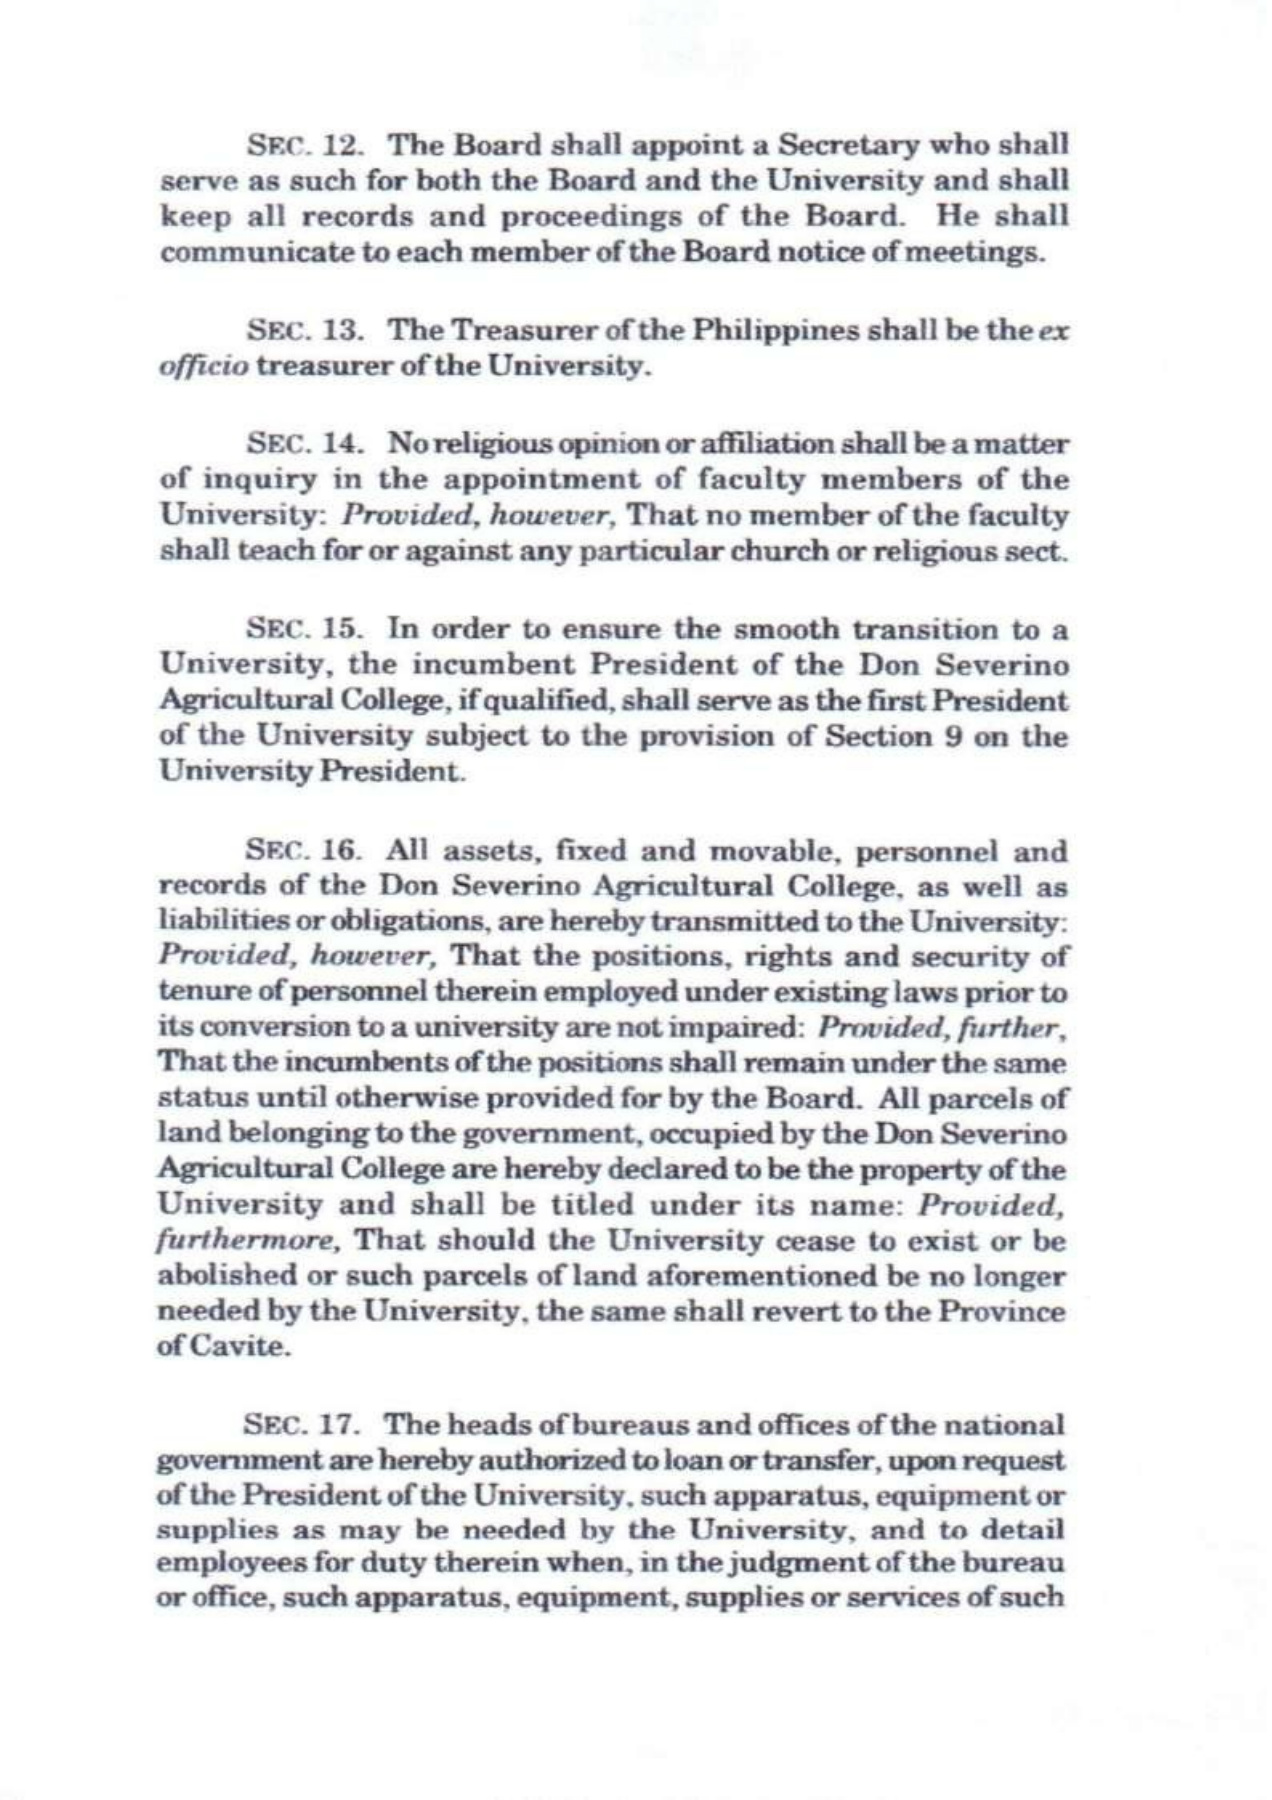 SEC. 12. The Board shall appoint a Secretary who shall
serve as such for both the Board and the University and shall
keep all records and proceedings of the Board. He shall
communicate to each member of the Board notice of meetings.
SEC. 13. The Treasurer of the Philippines shall be the ex
officio treasurer of the University.
SEC. 14. No religious opinion or affiliation shall be a matter
of inquiry in the appointment of faculty members of the
University: Provided, however, That no member of the faculty
shall teach for or against any particular church or religious sect.
SEC. 15. In order to ensure the smooth transition to a
University, the incumbent President of the Don Severino
Agricultural College, if qualified, shall serve as the first President
of the University subject to the provision of Section 9 on the
University President.
SEC. 16. All assets, fixed and movable, personnel and
records of the Don Severino Agricultural College, as well as
liabilities or obligations, are hereby transmitted to the University:
Provided, however, That the positions, rights and security of
tenure of personnel therein employed under existing laws prior to
its conversion to a university are not impaired: Provided, further,
That the incumbents of the positions shall remain under the same
status until otherwise provided for by the Board. All parcels of
land belonging to the government, occupied by the Don Severino
Agricultural College are hereby declared to be the property of the
University and shall be titled under its name: Provided,
furthermore, That should the University cease to exist or be
abolished or such parcels of land aforementioned be no longer
needed by the University, the same shall revert to the Province
of Cavite.
SEC. 17. The heads of bureaus and offices of the national
government are hereby authorized to loan or transfer, upon request
of the President of the University, such apparatus, equipment or
supplies as may be needed by the University, and to detail
employees for duty therein when, in the judgment of the bureau
or office, such apparatus, equipment, supplies or services of such